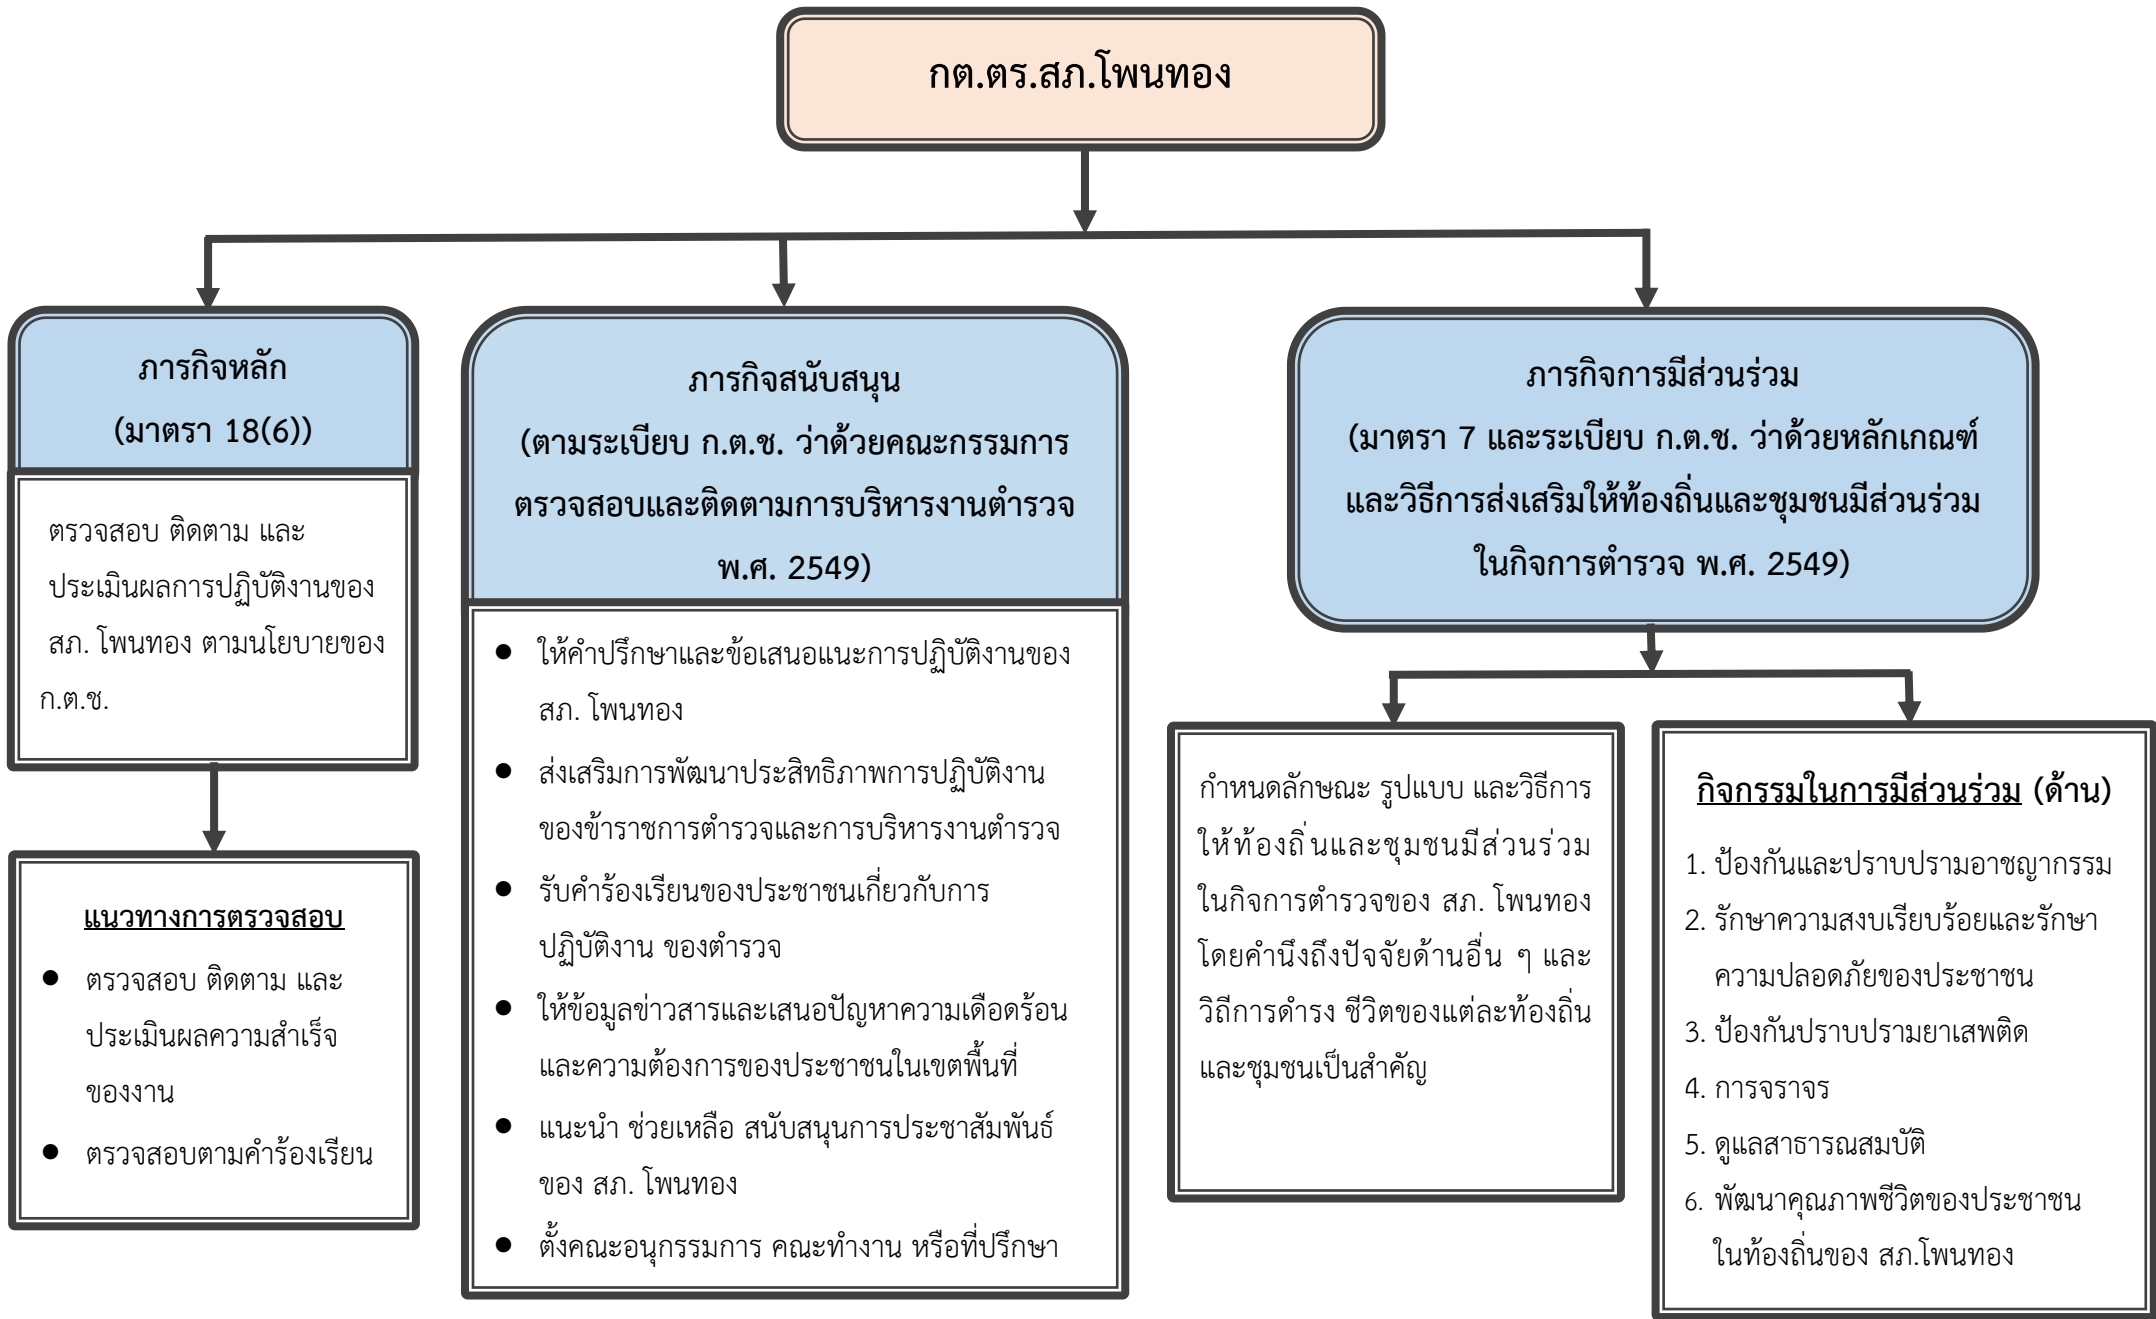 กต.ตร.สภ.โพนทอง
ภารกิจหลัก
(มาตรา 18(6))
ตรวจสอบ ติดตาม และ
ประเมินผลการปฏิบัติงานของ
สภ. โพนทอง ตามนโยบายของ
ก.ต.ช.
แนวทางการตรวจสอบ
● ตรวจสอบ ติดตาม และ
ประเมินผลความสำเร็จ
ของงาน
● ตรวจสอบตามคำร้องเรียน
ภารกิจสนับสนุน
(ตามระเบียบ ก.ต.ช. ว่าด้วยคณะกรรมการ
ตรวจสอบและติดตามการบริหารงานตำรวจ
พ.ศ. 2549)
● ให้คำปรึกษาและข้อเสนอแนะการปฏิบัติงานของ
สภ. โพนทอง
● ส่งเสริมการพัฒนาประสิทธิภาพการปฏิบัติงาน
ของข้าราชการตำรวจและการบริหารงานตำรวจ
● รับคำร้องเรียนของประชาชนเกี่ยวกับการ
ปฏิบัติงาน ของตำรวจ
● ให้ข้อมูลข่าวสารและเสนอปัญหาความเดือดร้อน
และความต้องการของประชาชนในเขตพื้นที่
● แนะนำ ช่วยเหลือ สนับสนุนการประชาสัมพันธ์
ของ สภ. โพนทอง
● ตั้งคณะอนุกรรมการ คณะทำงาน หรือที่ปรึกษา
ภารกิจการมีส่วนร่วม
(มาตรา 7 และระเบียบ ก.ต.ช. ว่าด้วยหลักเกณฑ์
และวิธีการส่งเสริมให้ท้องถิ่นและชุมชนมีส่วนร่วม
ในกิจการตำรวจ พ.ศ. 2549)
กำหนดลักษณะ รูปแบบ และวิธีการ
ให้ท้องถิ่นและชุมชนมีส่วนร่วม
ในกิจการตำรวจของ สภ. โพนทอง
โดยคำนึงถึงปัจจัยด้านอื่น ๆ และ
วิถีการดำรง ชีวิตของแต่ละท้องถิ่น
และชุมชนเป็นสำคัญ
กิจกรรมในการมีส่วนร่วม (ด้าน)
1. ป้องกันและปราบปรามอาชญากรรม
2. รักษาความสงบเรียบร้อยและรักษา
ความปลอดภัยของประชาชน
3. ป้องกันปราบปรามยาเสพติด
4. การจราจร
5. ดูแลสาธารณสมบัติ
6. พัฒนาคุณภาพชีวิตของประชาชน
ในท้องถิ่นของ สภ.โพนทอง